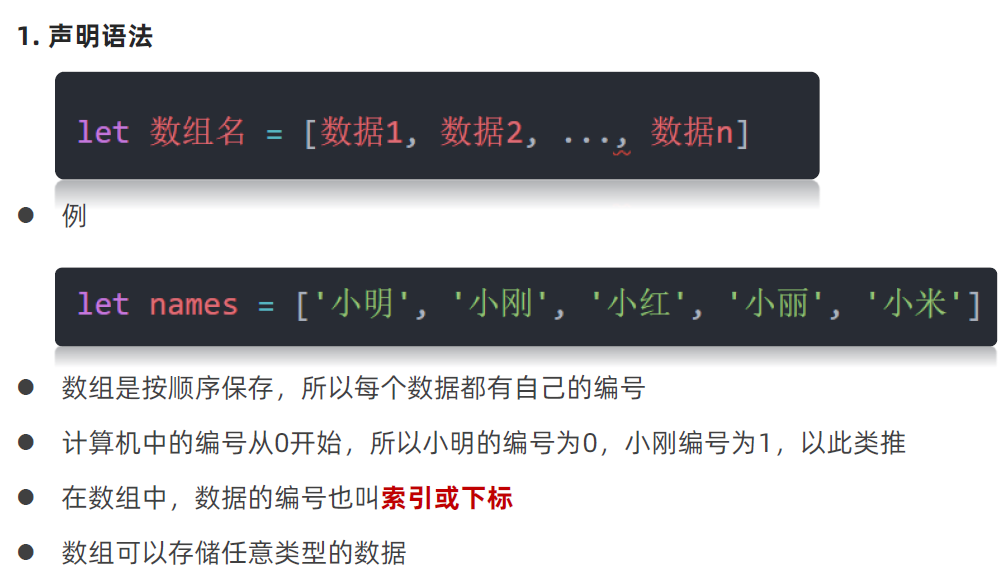 1. 声明语法
let 数组名 = [数据1, 数据2, ..., 数据n]
例
let names = ['小明', '小刚', '小红', '小丽', '小米']
数组是按顺序保存，所以每个数据都有自己的编号
计算机中的编号从0开始，所以小明的编号为0，小刚编号为1，以此类推
在数组中，数据的编号也叫索引或下标
数组可以存储任意类型的数据